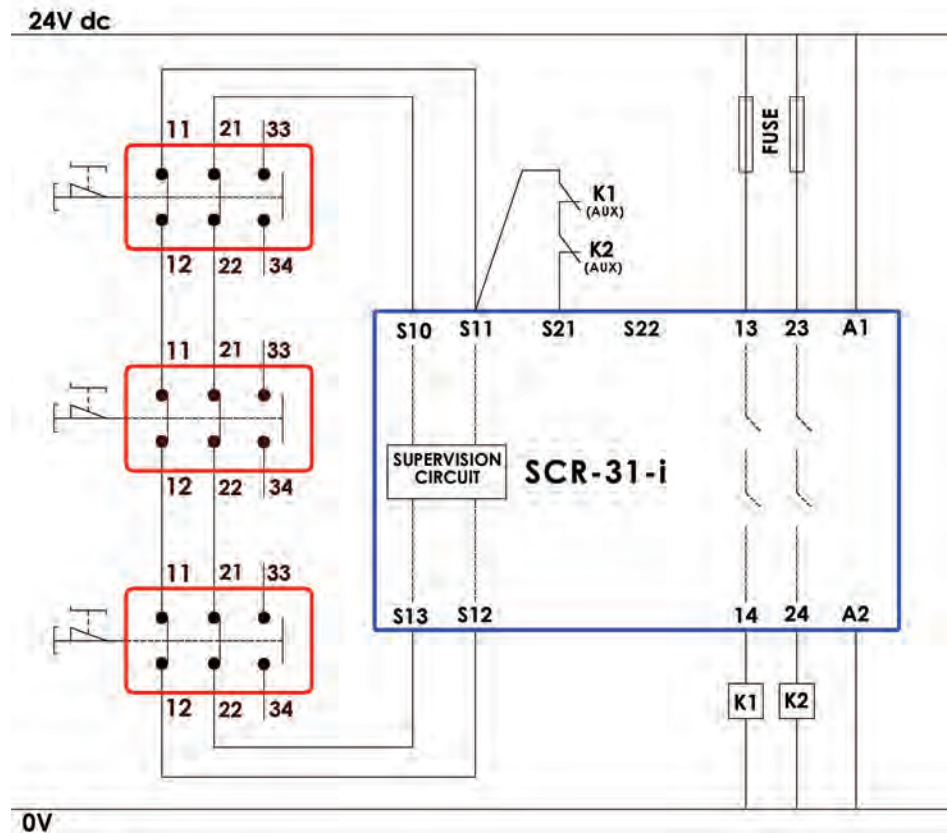 24V dc
11 21 33
12 22 34
11 21 33
12 22 34
11 21 33
12 22 34
K1
(AUX)
K2
(AUX)
FUSE
S10 S11 S21 S22 13 23 A1
SUPERVISION
CIRCUIT
SCR-31-i
S13 S12 14 24 A2
K1 K2
0V